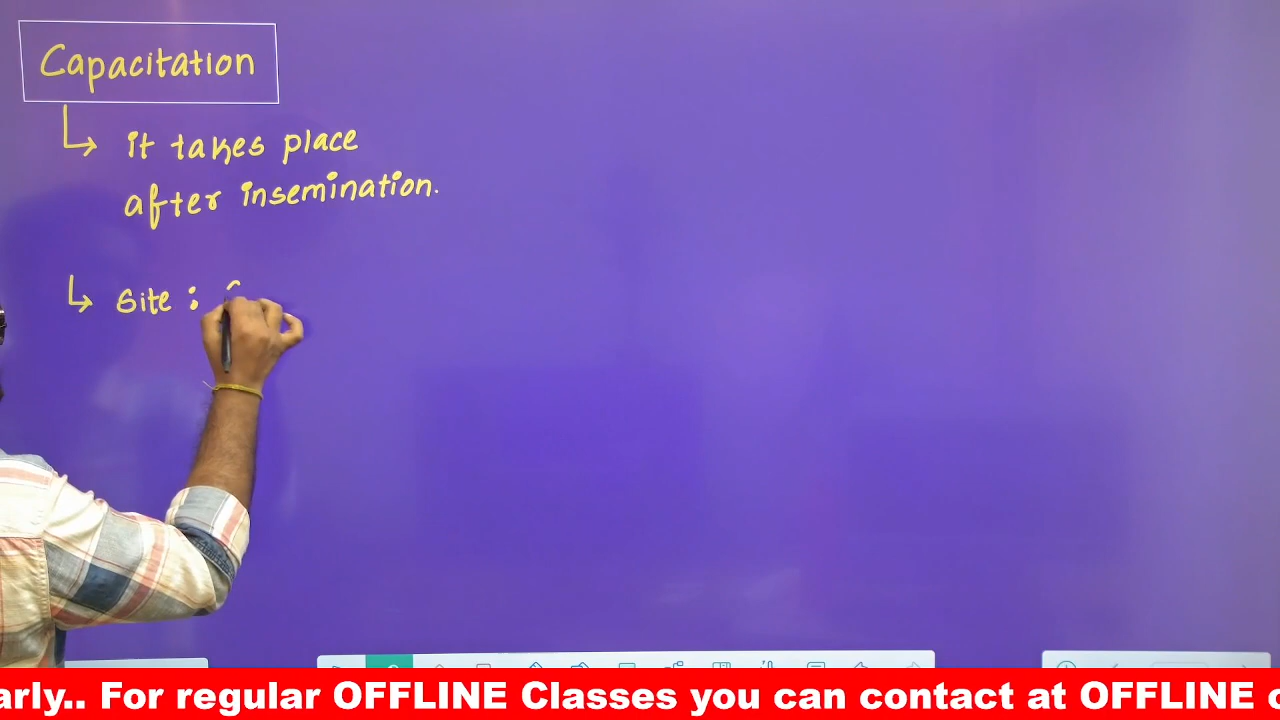 Capacitation
↳ it takes place
after insemination.
↳ Site :
arly.. For regular OFFLINE Classes you can contact at OFFLINE